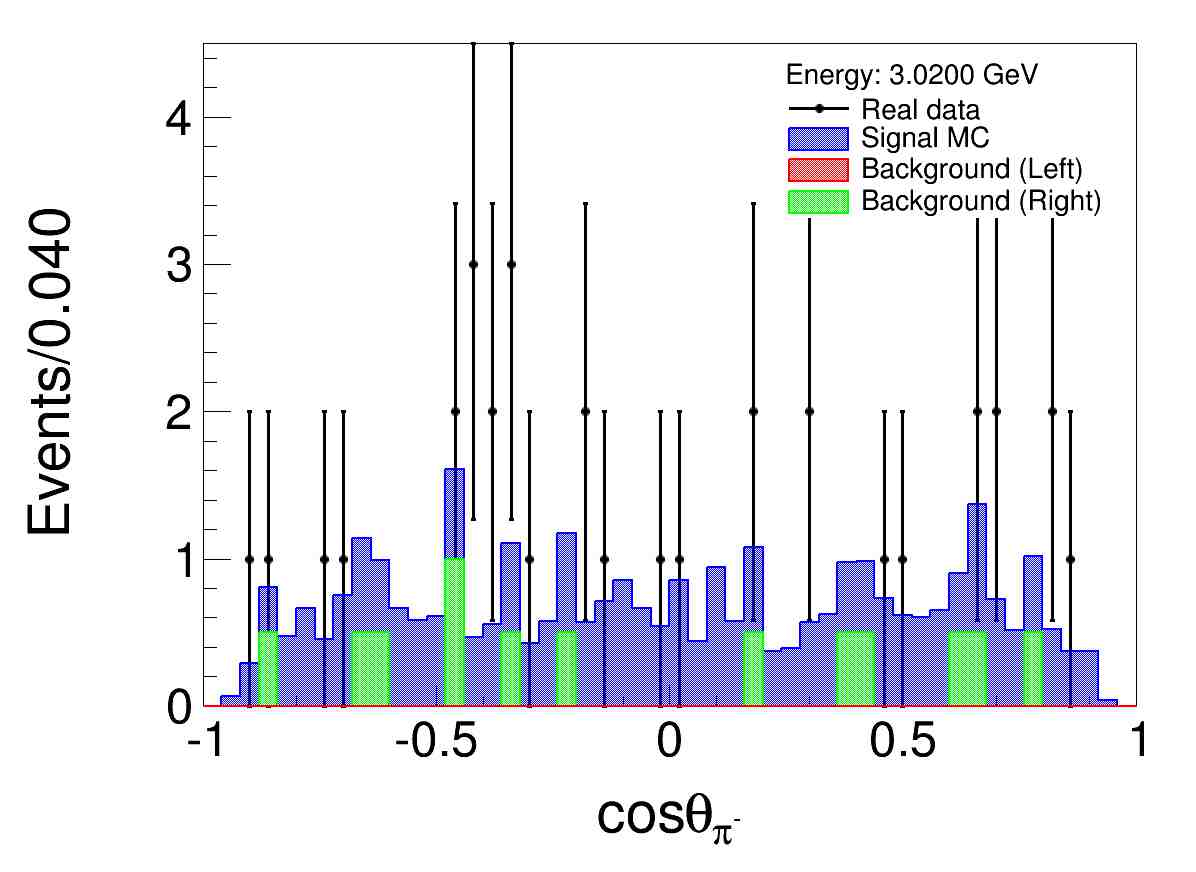 Energy: 3.0200 GeV
Real data
Signal MC
Background (Left)
Background (Right)
Events/0.040
4
3
2
1
0
-1
-0.5
0
0.5
1
cosθπ-